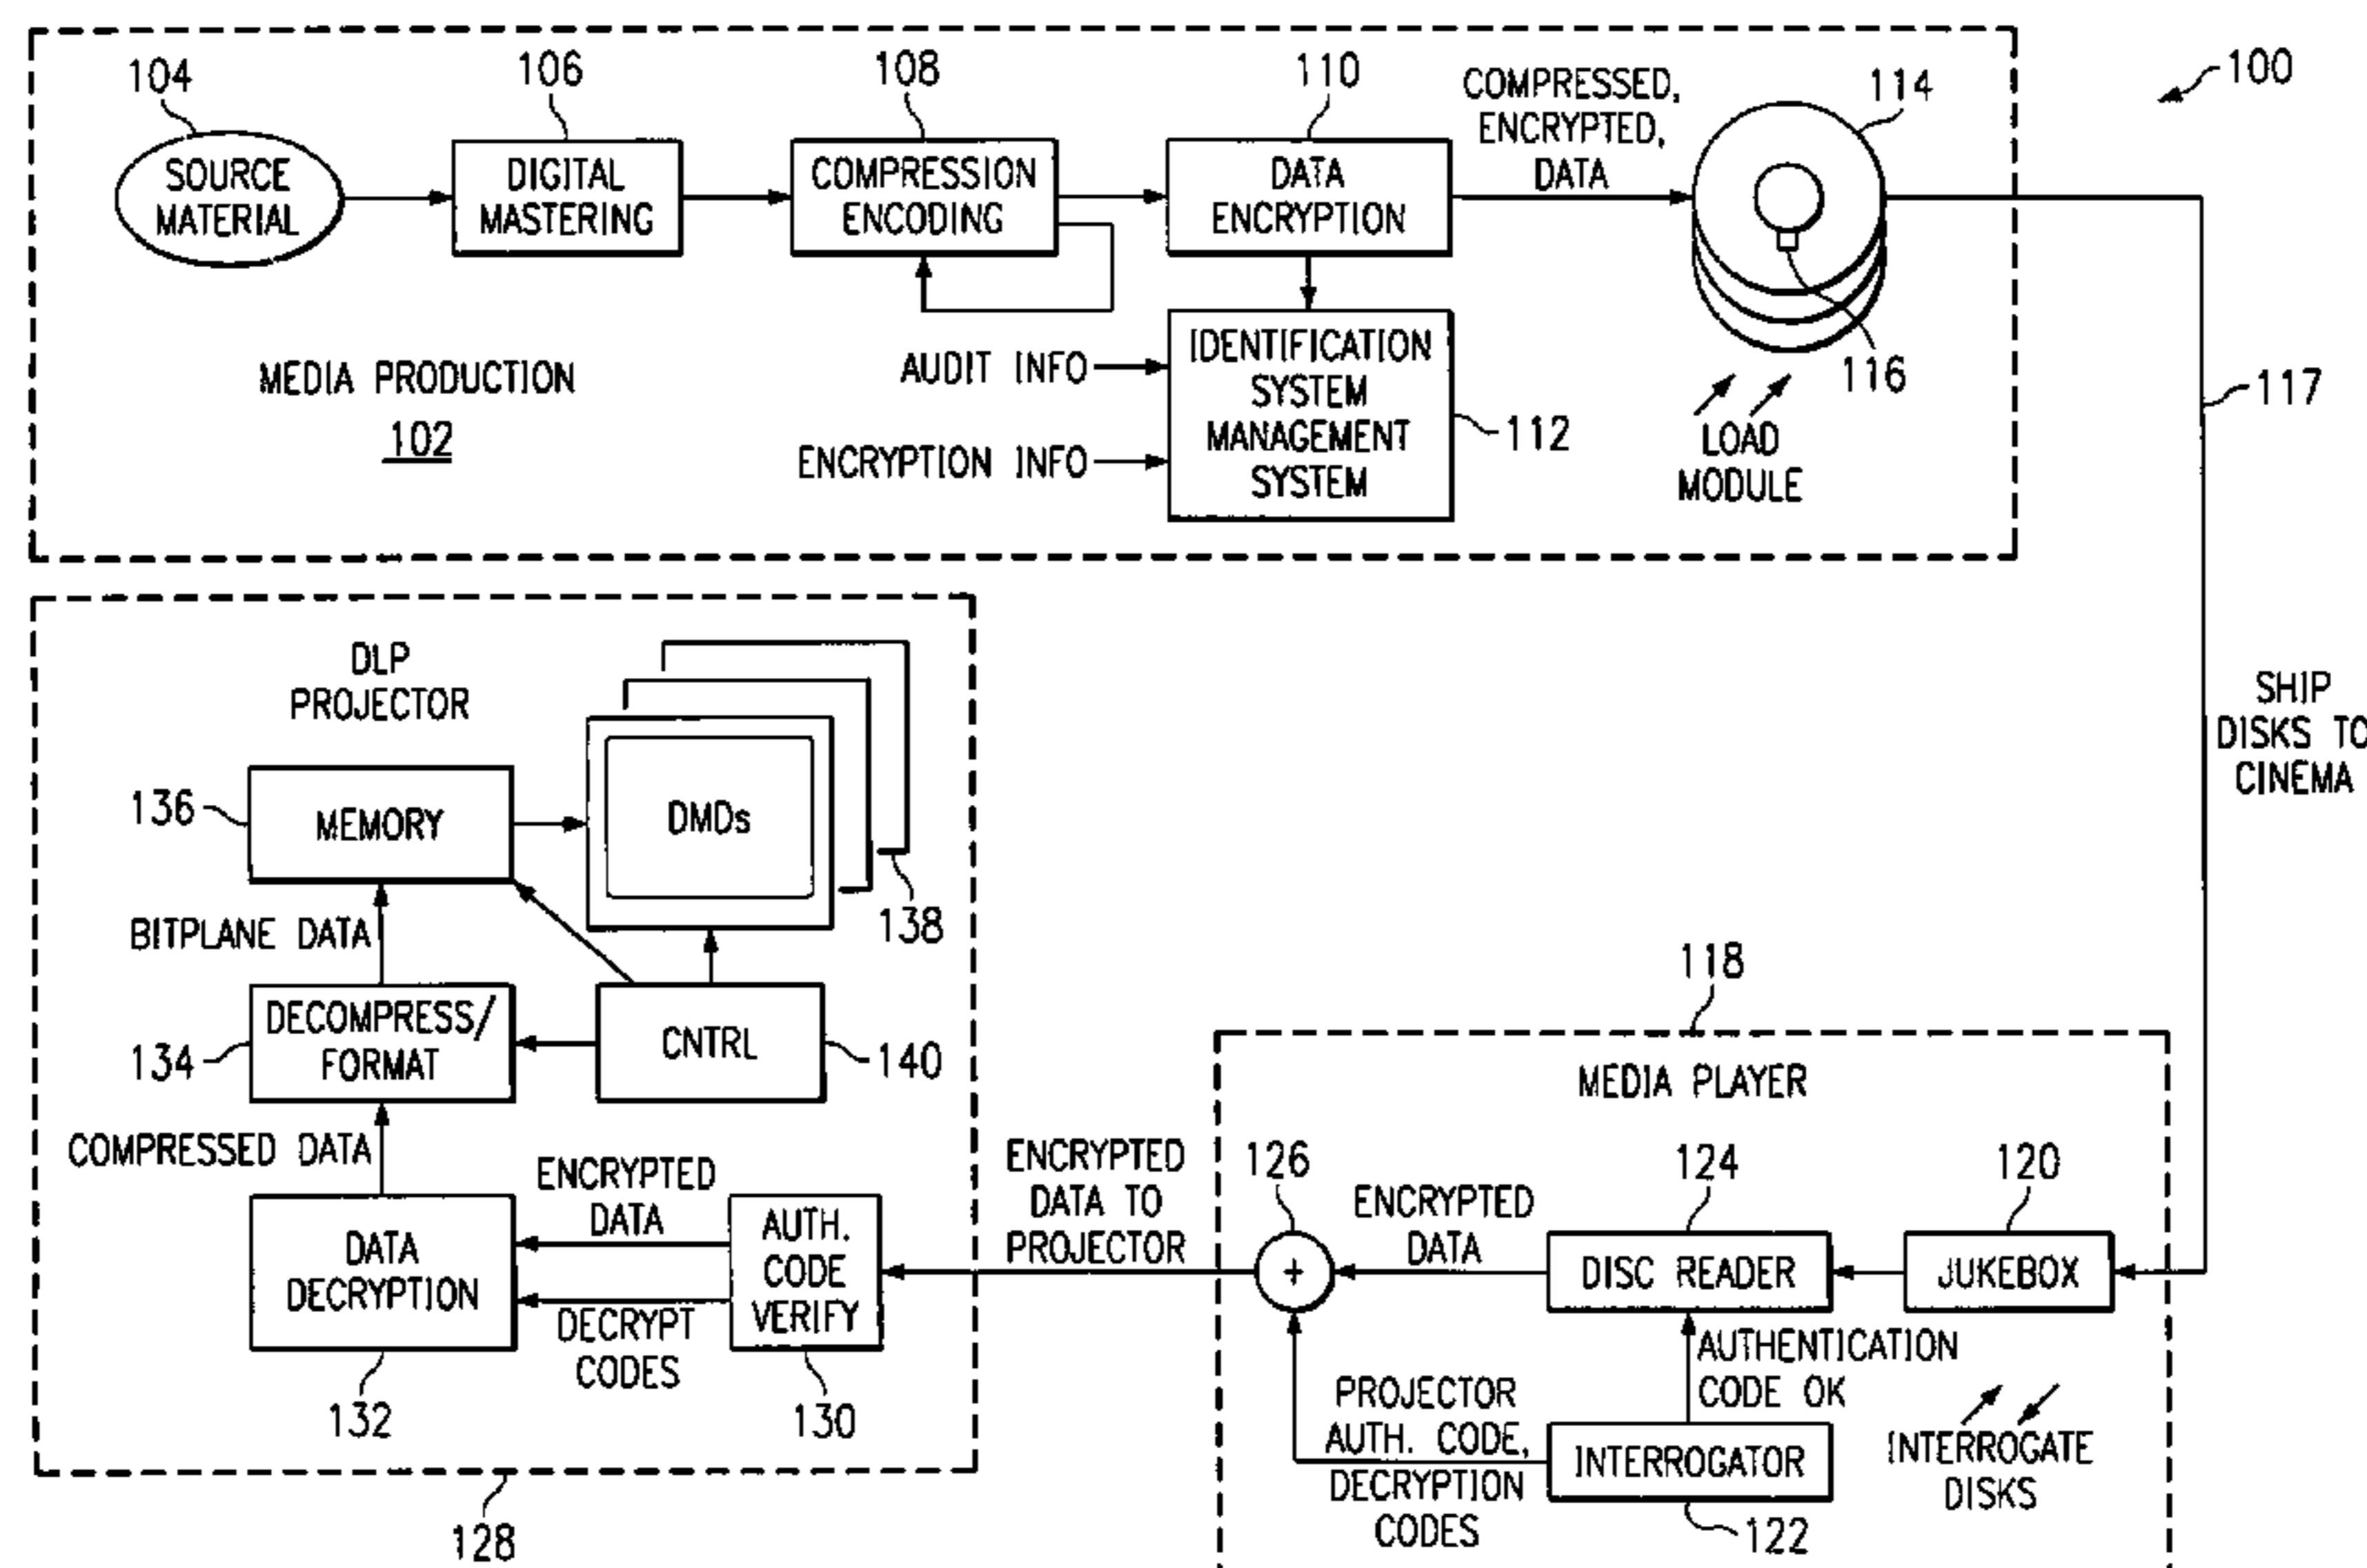 104
106
108
110
COMPRESSED,
ENCRYPTED,
DATA
114
100
SOURCE
MATERIAL
DIGITAL
MASTERING
COMPRESSION
ENCODING
DATA
ENCRYPTION
MEDIA PRODUCTION
102
AUDIT INFO
ENCRYPTION INFO
IDENTIFICATION
SYSTEM
MANAGEMENT
SYSTEM
112
116
LOAD
MODULE
117
SHIP
DISKS TO
CINEMA
DLP
PROJECTOR
136
MEMORY
DMDs
138
BITPLANE DATA
134
DECOMPRESS/
FORMAT
CNTRL
140
COMPRESSED DATA
ENCRYPTED
DATA
DATA
DECRYPTION
AUTH.
CODE
VERIFY
DECRYPT
CODES
132
130
128
ENCRYPTED
DATA TO
PROJECTOR
118
MEDIA PLAYER
126
ENCRYPTED
DATA
124
120
+
DISC READER
JUKEBOX
AUTHENTICATION
CODE OK
PROJECTOR
AUTH. CODE,
DECRYPTION
CODES
INTERROGATOR
INTERROGATE
DISKS
122